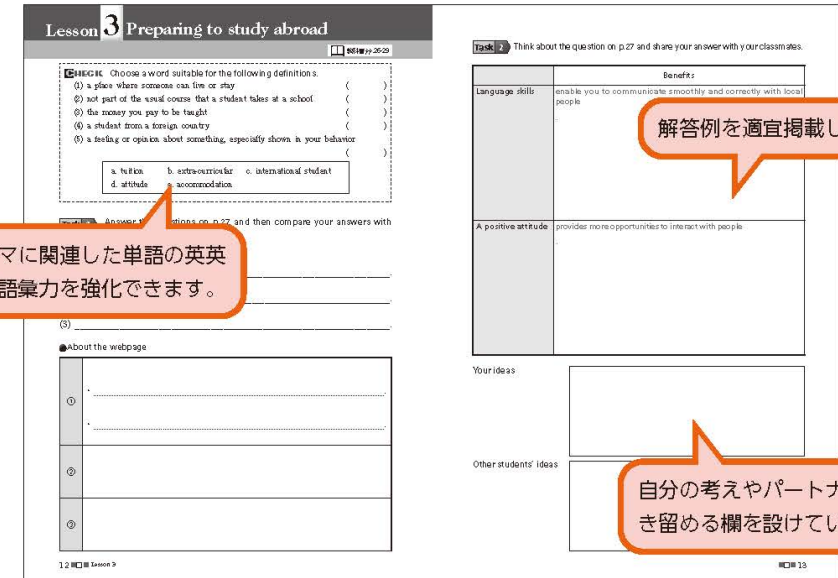 Lesson 3 Preparing to study abroad
教科書 pp.26-29
CHECK Choose a word suitable for the following definitions.
(1) a place where someone can live or stay ( )
(2) not part of the usual course that a student takes at a school ( )
(3) the money you pay to be taught ( )
(4) a student from a foreign country ( )
(5) a feeling or opinion about something, especially shown in your behavior
( )
a. tuition b. extra-curricular c. international student
d. attitude e. accommodation
Answer on p.27 and then compare your answers with
マに関連した単語の英英
語彙力を強化できます。
(3)
●About the webpage
①
②
③
12 Lesson 3
Task 2 Think about the question on p.27 and share your answer with your classmates.
Benefits
Language skills enable you to communicate smoothly and correctly with local
people
解答例を適宜掲載し
A positive attitude provides more opportunities to interact with people
Your ideas
Other students' ideas
自分の考えやパートナ
き留める欄を設けてい
13